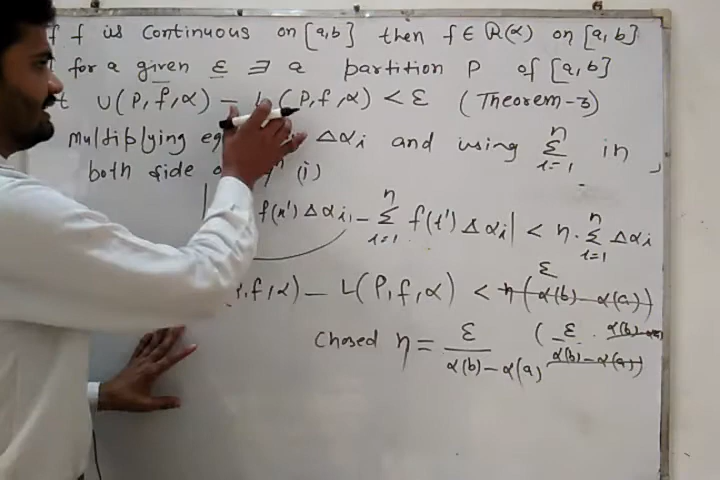 f f is Continuous on [a,b] then f ∈ R(α) on [a, b]
for a given ε ∃ a partition P of [a,b]
t U(P, f, α) - L(P, f, α) < ε (Theorem-3)
multiplying Δαi and using n Σ i=1 in
both side (i)
f(x') Δαi - n Σ i=1 f(t') Δαi | < η. n Σ i=1 Δαi
, f, α) - L(P, f, α) < η(α(b) - α(a)) ε
Chosed η = ε / α(b) - α(a) ( ε / α(b) - α(a)) .